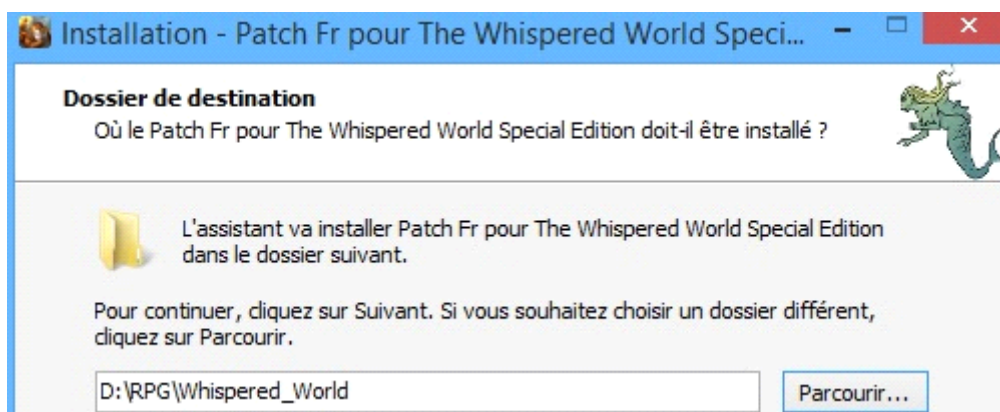 Installation - Patch Fr pour The Whispered World Speci...
Dossier de destination
Où le Patch Fr pour The Whispered World Special Edition doit-il être installé ?
L'assistant va installer Patch Fr pour The Whispered World Special Edition
dans le dossier suivant.
Pour continuer, cliquez sur Suivant. Si vous souhaitez choisir un dossier différent,
cliquez sur Parcourir.
D:\RPG\Whispered_World
Parcourir...